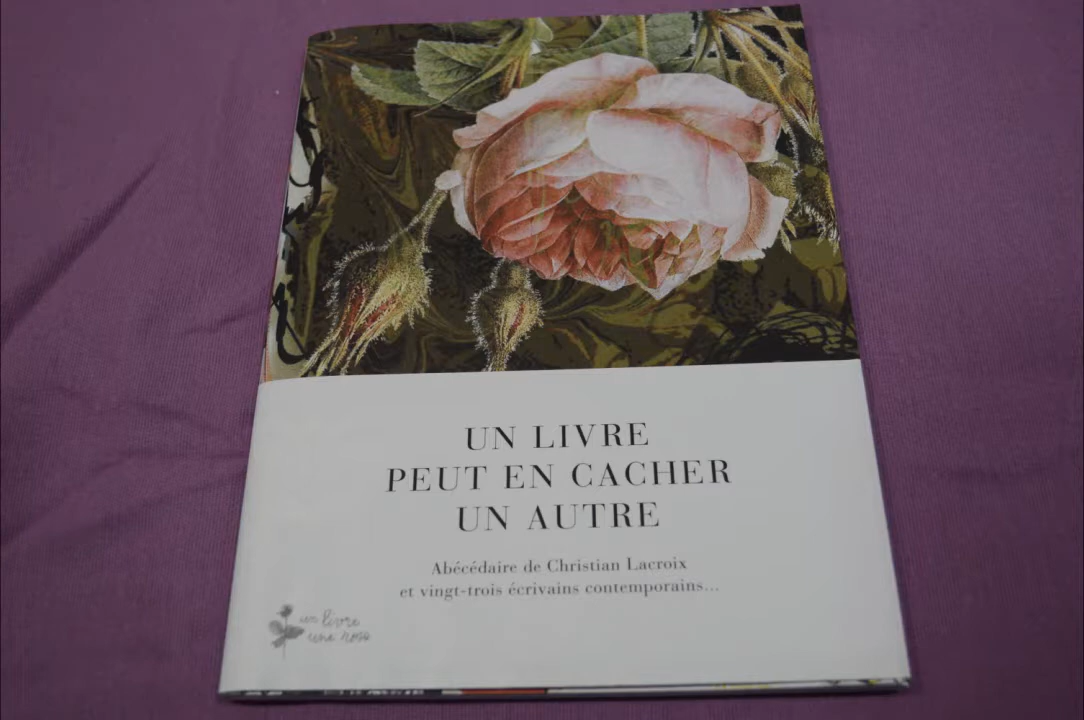 UN LIVRE
PEUT EN CACHER
UN AUTRE
Abécédaire de Christian Lacroix
et vingt-trois écrivains contemporains...
un livre
une rose